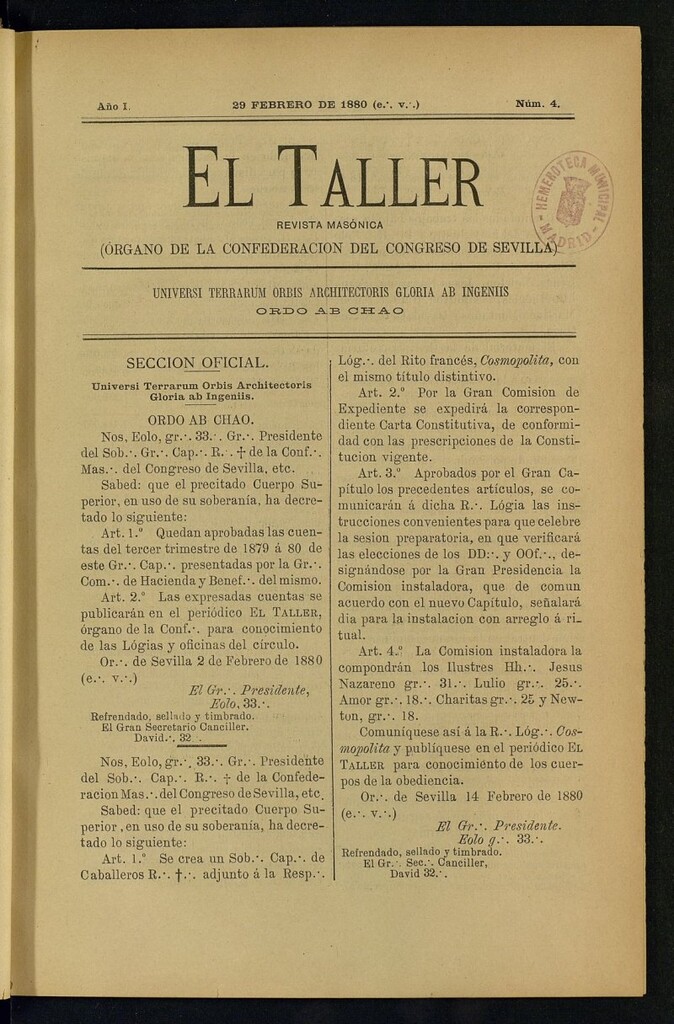 Año I.
29 FEBRERO DE 1880 (e.·. v.·.)
Núm. 4.
EL TALLER
REVISTA MASÓNICA
(ÓRGANO DE LA CONFEDERACION DEL CONGRESO DE SEVILLA)
HEMEROTECA MUNICIPAL
MADRID
UNIVERSI TERRARUM ORBIS ARCHITECTORIS GLORIA AB INGENIIS
ORDO AB CHAO
SECCION OFICIAL.
Universi Terrarum Orbis Architectoris
Gloria ab Ingeniis.
ORDO AB CHAO.
Nos, Eolo, gr.·. 33.·. Gr.·. Presidente
del Sob.·. Gr.·. Cap.·. R.·. † de la Conf.·.
Mas.·. del Congreso de Sevilla, etc.
Sabed: que el precitado Cuerpo Su-
perior, en uso de su soberanía, ha decre-
tado lo siguiente:
Art. 1.º Quedan aprobadas las cuen-
tas del tercer trimestre de 1879 á 80 de
este Gr.·. Cap.·. presentadas por la Gr.·.
Com.·. de Hacienda y Benef.·. del mismo.
Art. 2.º Las expresadas cuentas se
publicarán en el periódico EL TALLER,
órgano de la Conf.·. para conocimiento
de las Lógias y oficinas del círculo.
Or.·. de Sevilla 2 de Febrero de 1880
(e.·. v.·.)
El Gr.·. Presidente,
Eolo, 33.·.
Refrendado, sellado y timbrado.
El Gran Secretario Canciller,
David.·. 32.·.
Nos, Eolo, gr.·. 33.·. Gr.·. Presidente
del Sob.·. Cap.·. R.·. † de la Confede-
racion Mas.·. del Congreso de Sevilla, etc.
Sabed: que el precitado Cuerpo Su-
perior, en uso de su soberanía, ha decre-
tado lo siguiente:
Art. 1.º Se crea un Sob.·. Cap.·. de
Caballeros R.·. †.·. adjunto á la Resp.·.
Lóg.·. del Rito francés, Cosmopolita, con
el mismo título distintivo.
Art. 2.º Por la Gran Comision de
Expediente se expedirá la correspon-
diente Carta Constitutiva, de conformi-
dad con las prescripciones de la Consti-
tucion vigente.
Art. 3.º Aprobados por el Gran Ca-
pítulo los precedentes artículos, se co-
municarán á dicha R.·. Lógia las ins-
trucciones convenientes para que celebre
la sesion preparatoria, en que verificará
las elecciones de los DD:·. y OOf.·., de-
signándose por la Gran Presidencia la
Comision instaladora, que de comun
acuerdo con el nuevo Capítulo, señalará
dia para la instalacion con arreglo á ri-
tual.
Art. 4.º La Comision instaladora la
compondrán los Ilustres Hh.·. Jesus
Nazareno gr.·. 31.·. Lulio gr.·. 25.·.
Amor gr.·. 18.·. Charitas gr.·. 25 y New-
ton, gr.·. 18.
Comuníquese así á la R.·. Lóg.·. Cos-
mopolita y publíquese en el periódico EL
TALLER para conocimiento de los cuer-
pos de la obediencia.
Or.·. de Sevilla 14 Febrero de 1880
(e.·. v.·.)
El Gr.·. Presidente.
Eolo g.·. 33.·.
Refrendado, sellado y timbrado.
El Gr.·. Sec.·. Canciller,
David 32.·.